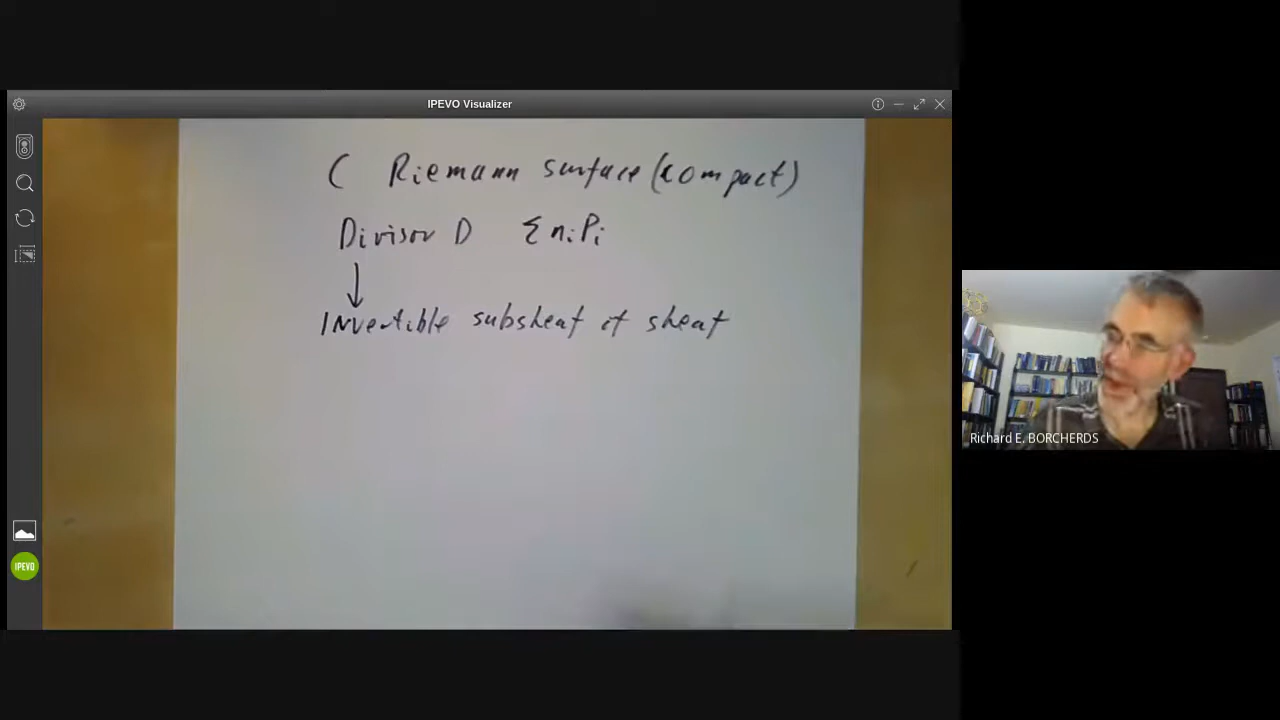 IPEVO Visualizer
C Riemann surface (compact)
Divisor D Σ nᵢPᵢ
↓
Invertible subsheaf of sheaf
IPEVO
Richard E. BORCHERDS